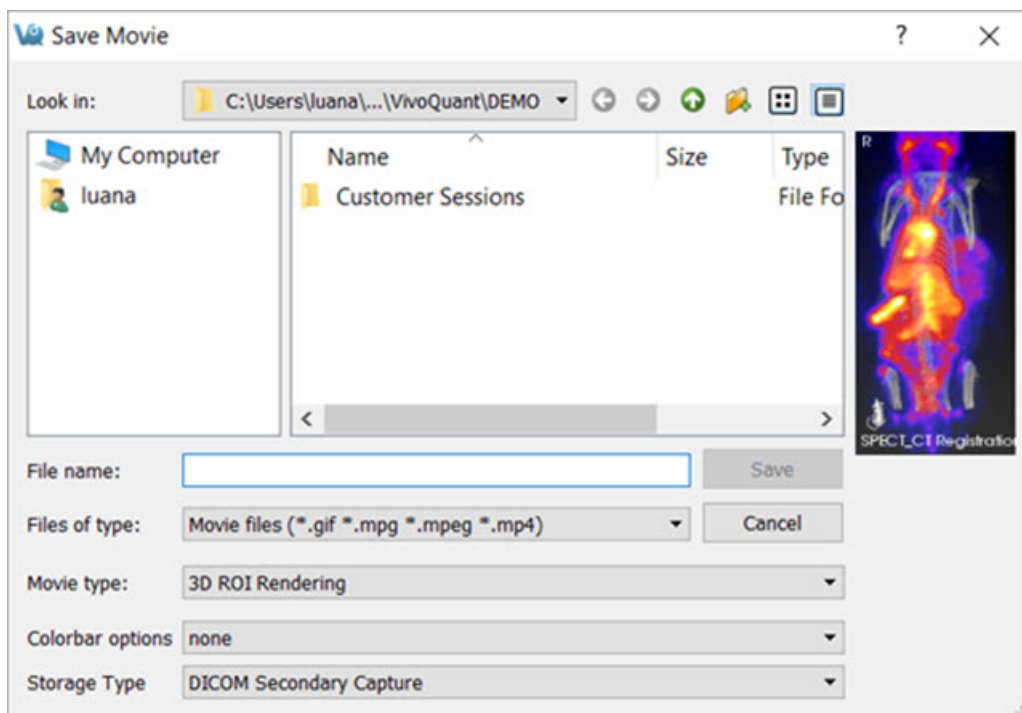 Save Movie
?
Look in:
C:\Users\luana\...\VivoQuant\DEMO
My Computer
luana
Name Size Type
Customer Sessions File Fo
R
SPECT_CT Registration
File name:
Save
Files of type:
Movie files (*.gif *.mpg *.mpeg *.mp4)
Cancel
Movie type:
3D ROI Rendering
Colorbar options
none
Storage Type
DICOM Secondary Capture